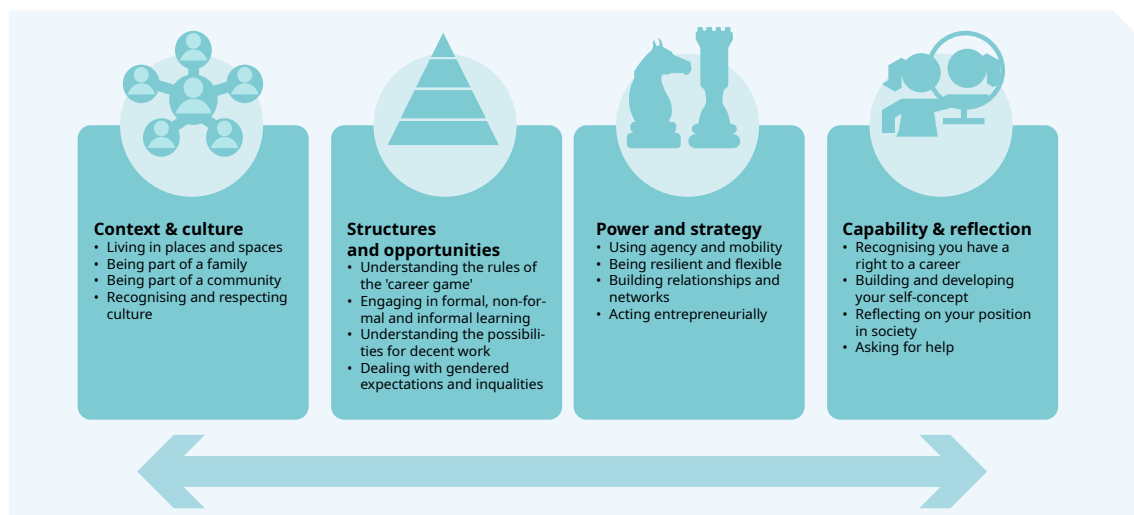 Context & culture
• Living in places and spaces
• Being part of a family
• Being part of a community
• Recognising and respecting
culture
Structures
and opportunities
• Understanding the rules of
the 'career game'
• Engaging in formal, non-for-
mal and informal learning
• Understanding the possibili-
ties for decent work
• Dealing with gendered
expectations and inqualities
Power and strategy
• Using agency and mobility
• Being resilient and flexible
• Building relationships and
networks
• Acting entrepreneurially
Capability & reflection
• Recognising you have a
right to a career
• Building and developing
your self-concept
• Reflecting on your position
in society
• Asking for help